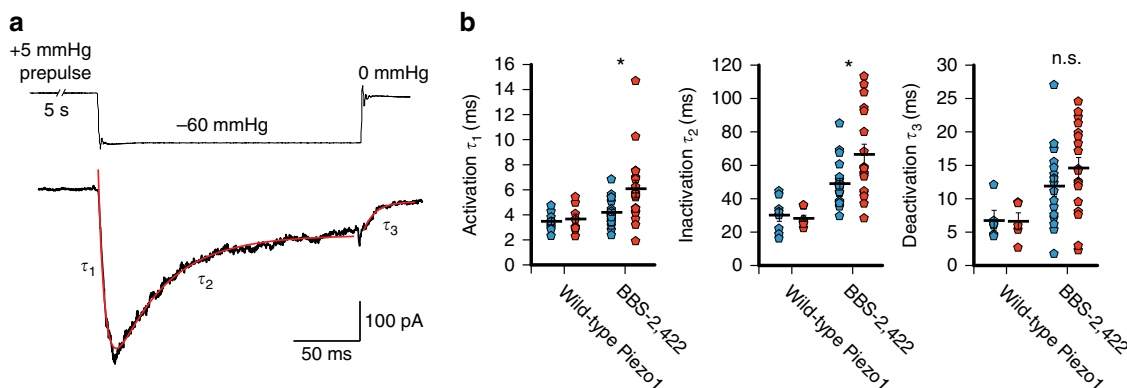 a
+5 mmHg
prepulse
5 s
0 mmHg
–60 mmHg
τ1
τ2
τ3
100 pA
50 ms
b
Activation τ1 (ms)
16
14
12
10
8
6
4
2
0
*
Wild-type Piezo1
BBS-2,422
Inactivation τ2 (ms)
120
100
80
60
40
20
0
*
Wild-type Piezo1
BBS-2,422
Deactivation τ3 (ms)
30
25
20
15
10
5
0
n.s.
Wild-type Piezo1
BBS-2,422